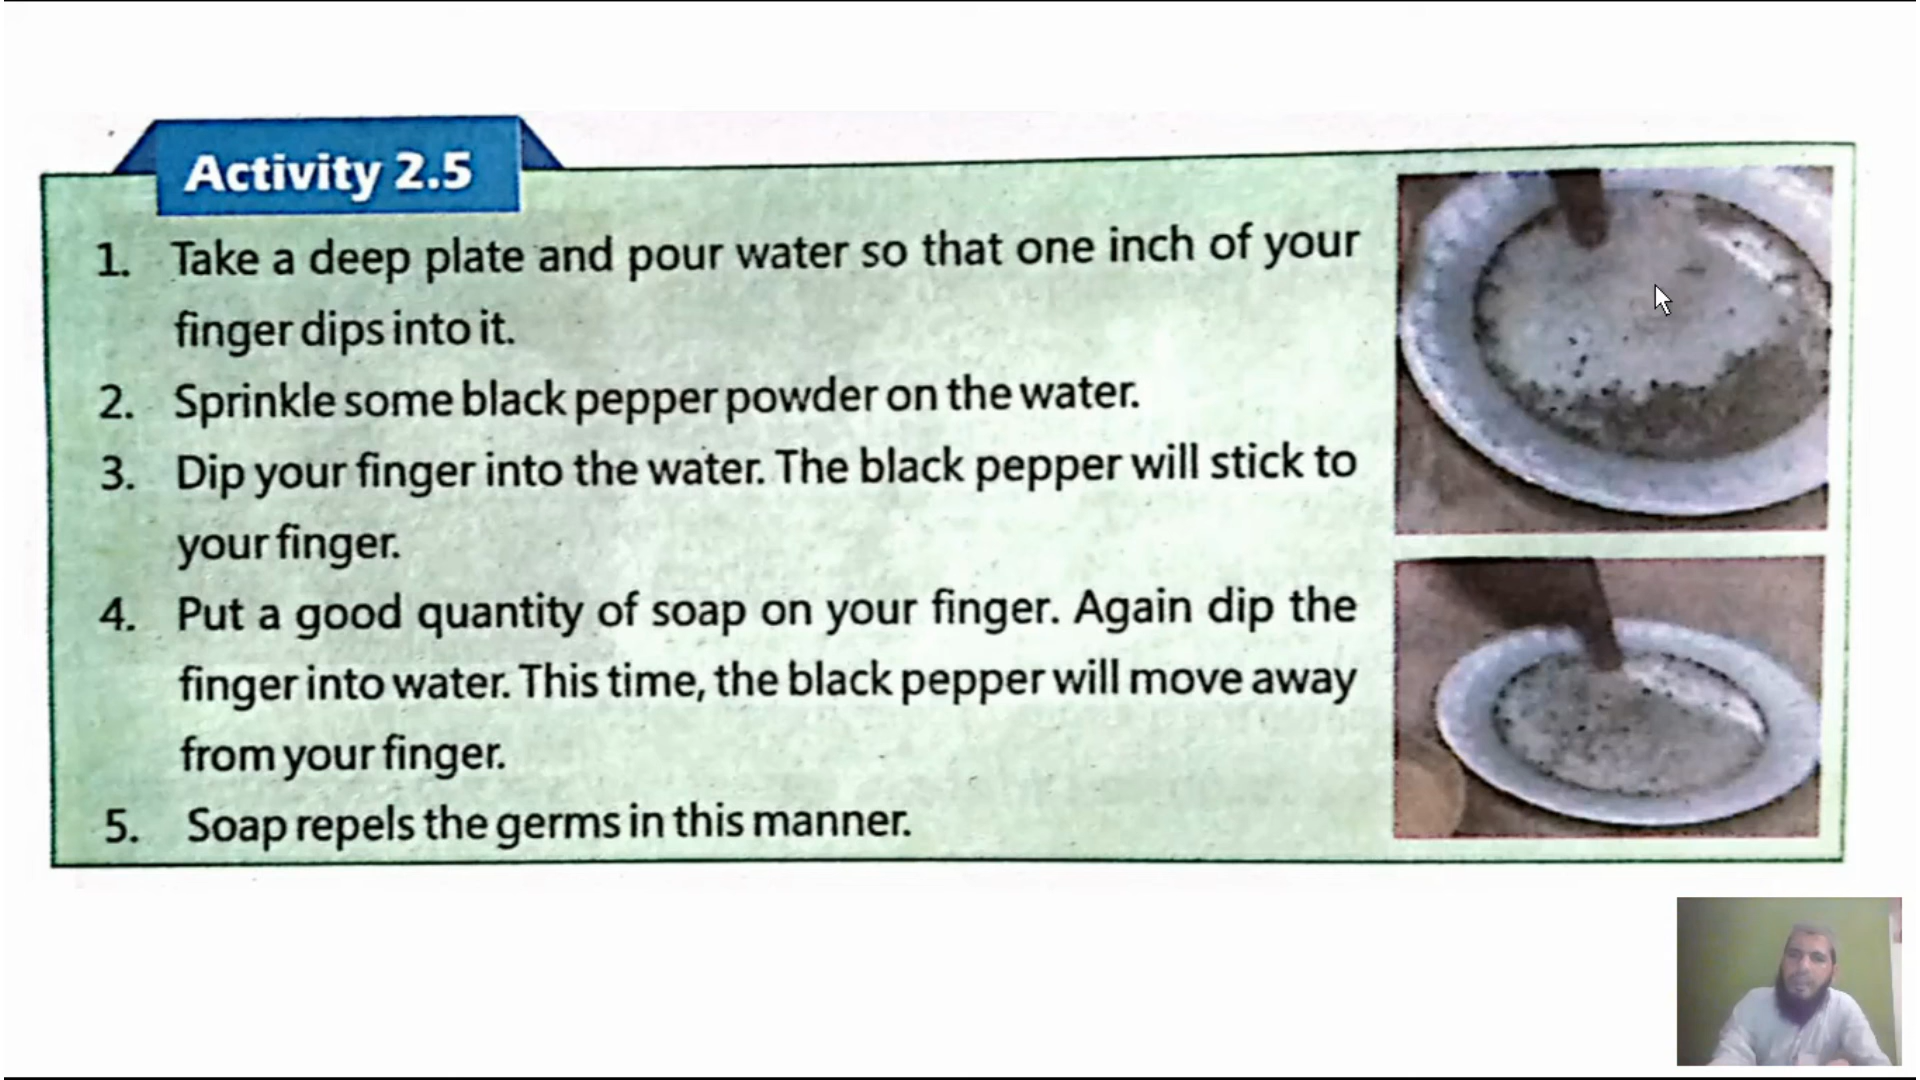 Activity 2.5
1. Take a deep plate and pour water so that one inch of your
finger dips into it.
2. Sprinkle some black pepper powder on the water.
3. Dip your finger into the water. The black pepper will stick to
your finger.
4. Put a good quantity of soap on your finger. Again dip the
finger into water. This time, the black pepper will move away
from your finger.
5. Soap repels the germs in this manner.